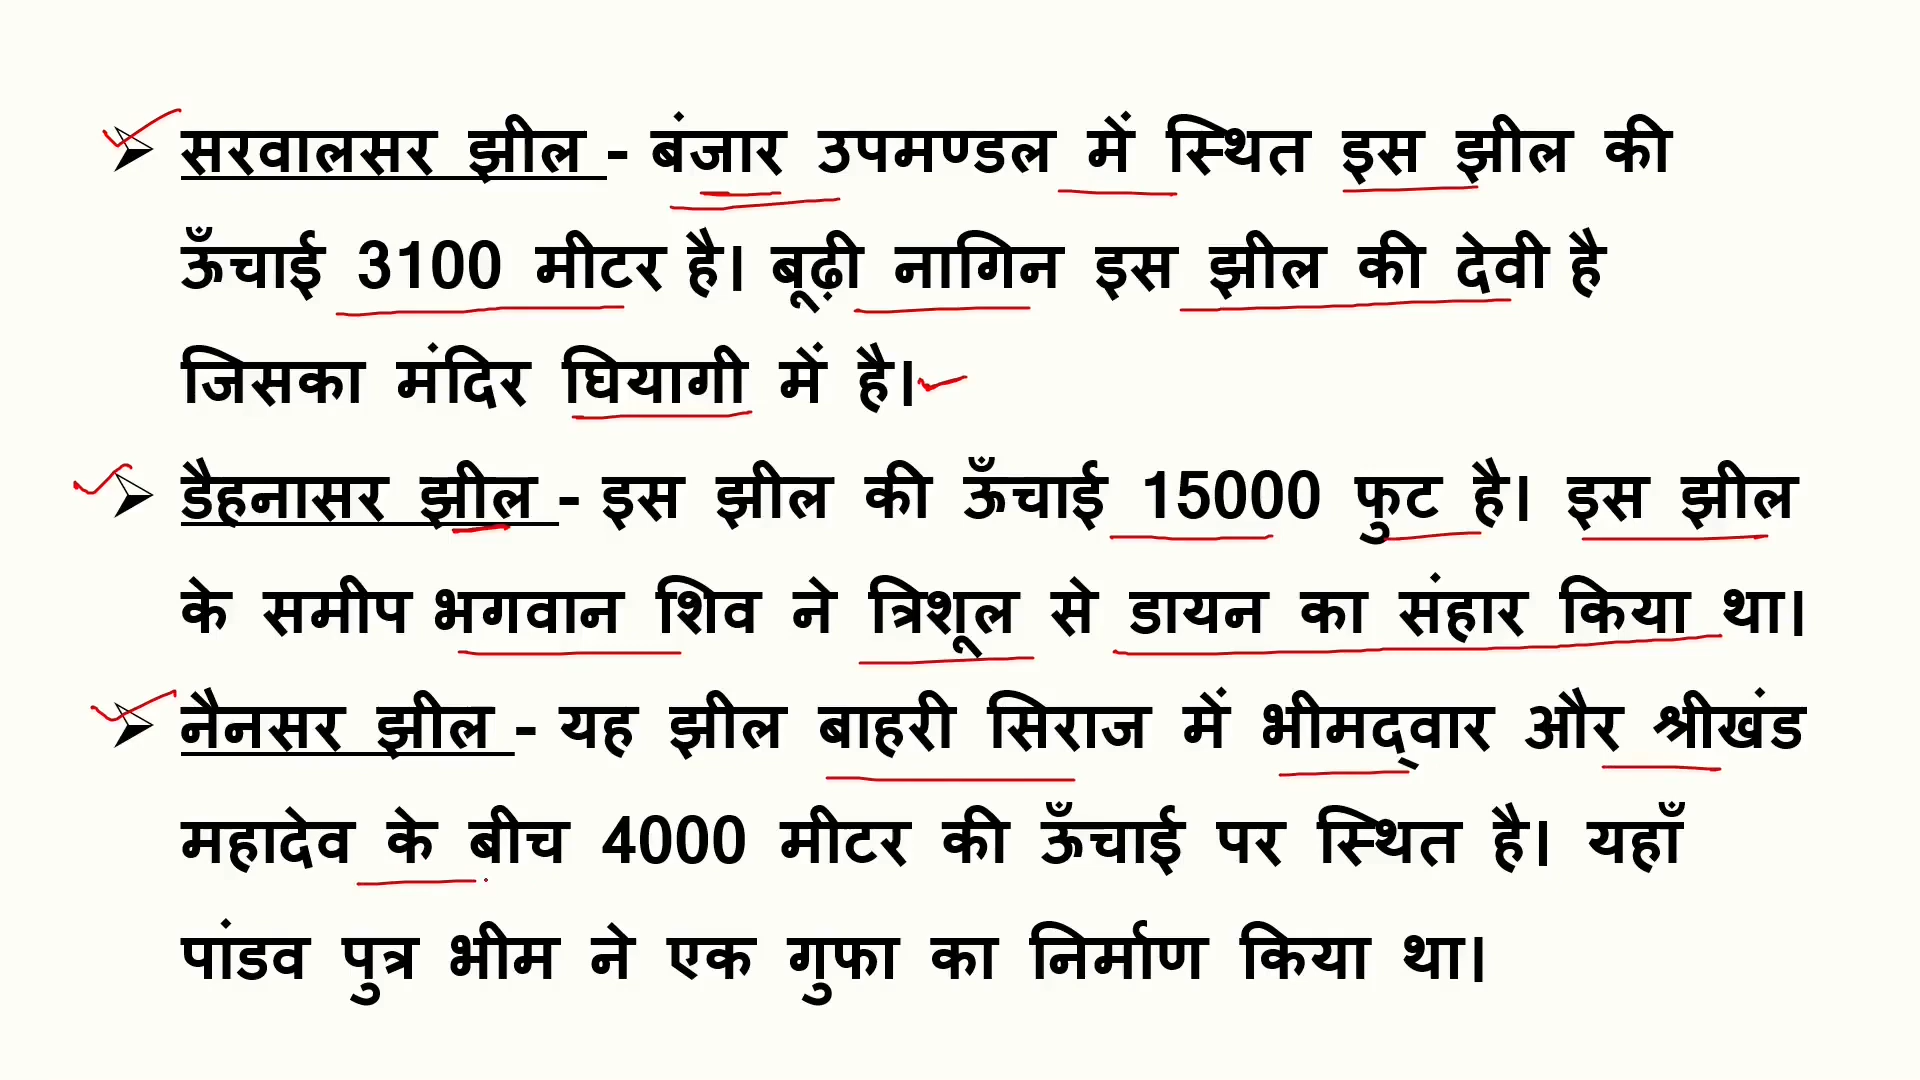 सरवालसर झील - बंजार उपमण्डल में स्थित इस झील की
ऊँचाई 3100 मीटर है। बूढ़ी नागिन इस झील की देवी है
जिसका मंदिर घियागी में है।
डैहनासर झील - इस झील की ऊँचाई 15000 फुट है। इस झील
के समीप भगवान शिव ने त्रिशूल से डायन का संहार किया था।
नैनसर झील - यह झील बाहरी सिराज में भीमद्‌वार और श्रीखंड
महादेव के बीच 4000 मीटर की ऊँचाई पर स्थित है। यहाँ
पांडव पुत्र भीम ने एक गुफा का निर्माण किया था।